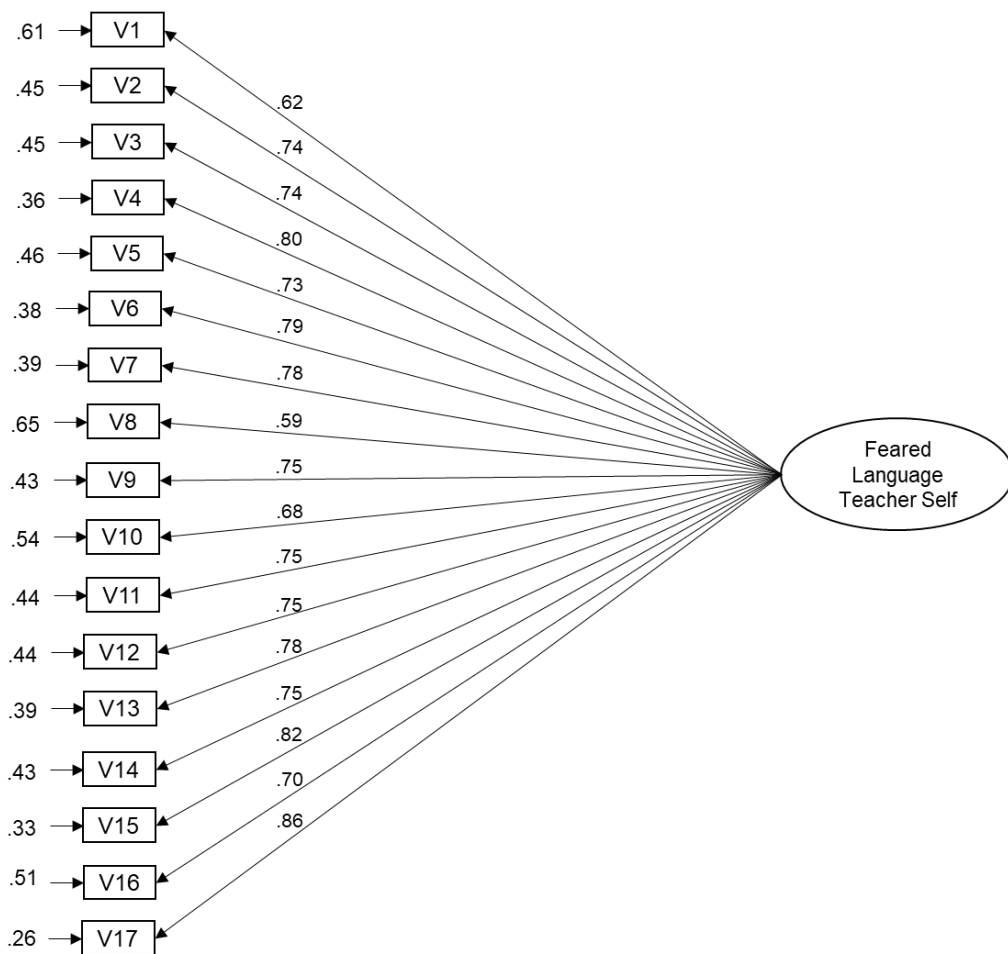 .61 V1 .62
.45 V2 .74
.45 V3 .74
.36 V4 .80
.46 V5 .73
.38 V6 .79
.39 V7 .78
.65 V8 .59
.43 V9 .75
.54 V10 .68
.44 V11 .75
.44 V12 .75
.39 V13 .78
.43 V14 .75
.33 V15 .82
.51 V16 .70
.26 V17 .86
Feared
Language
Teacher Self